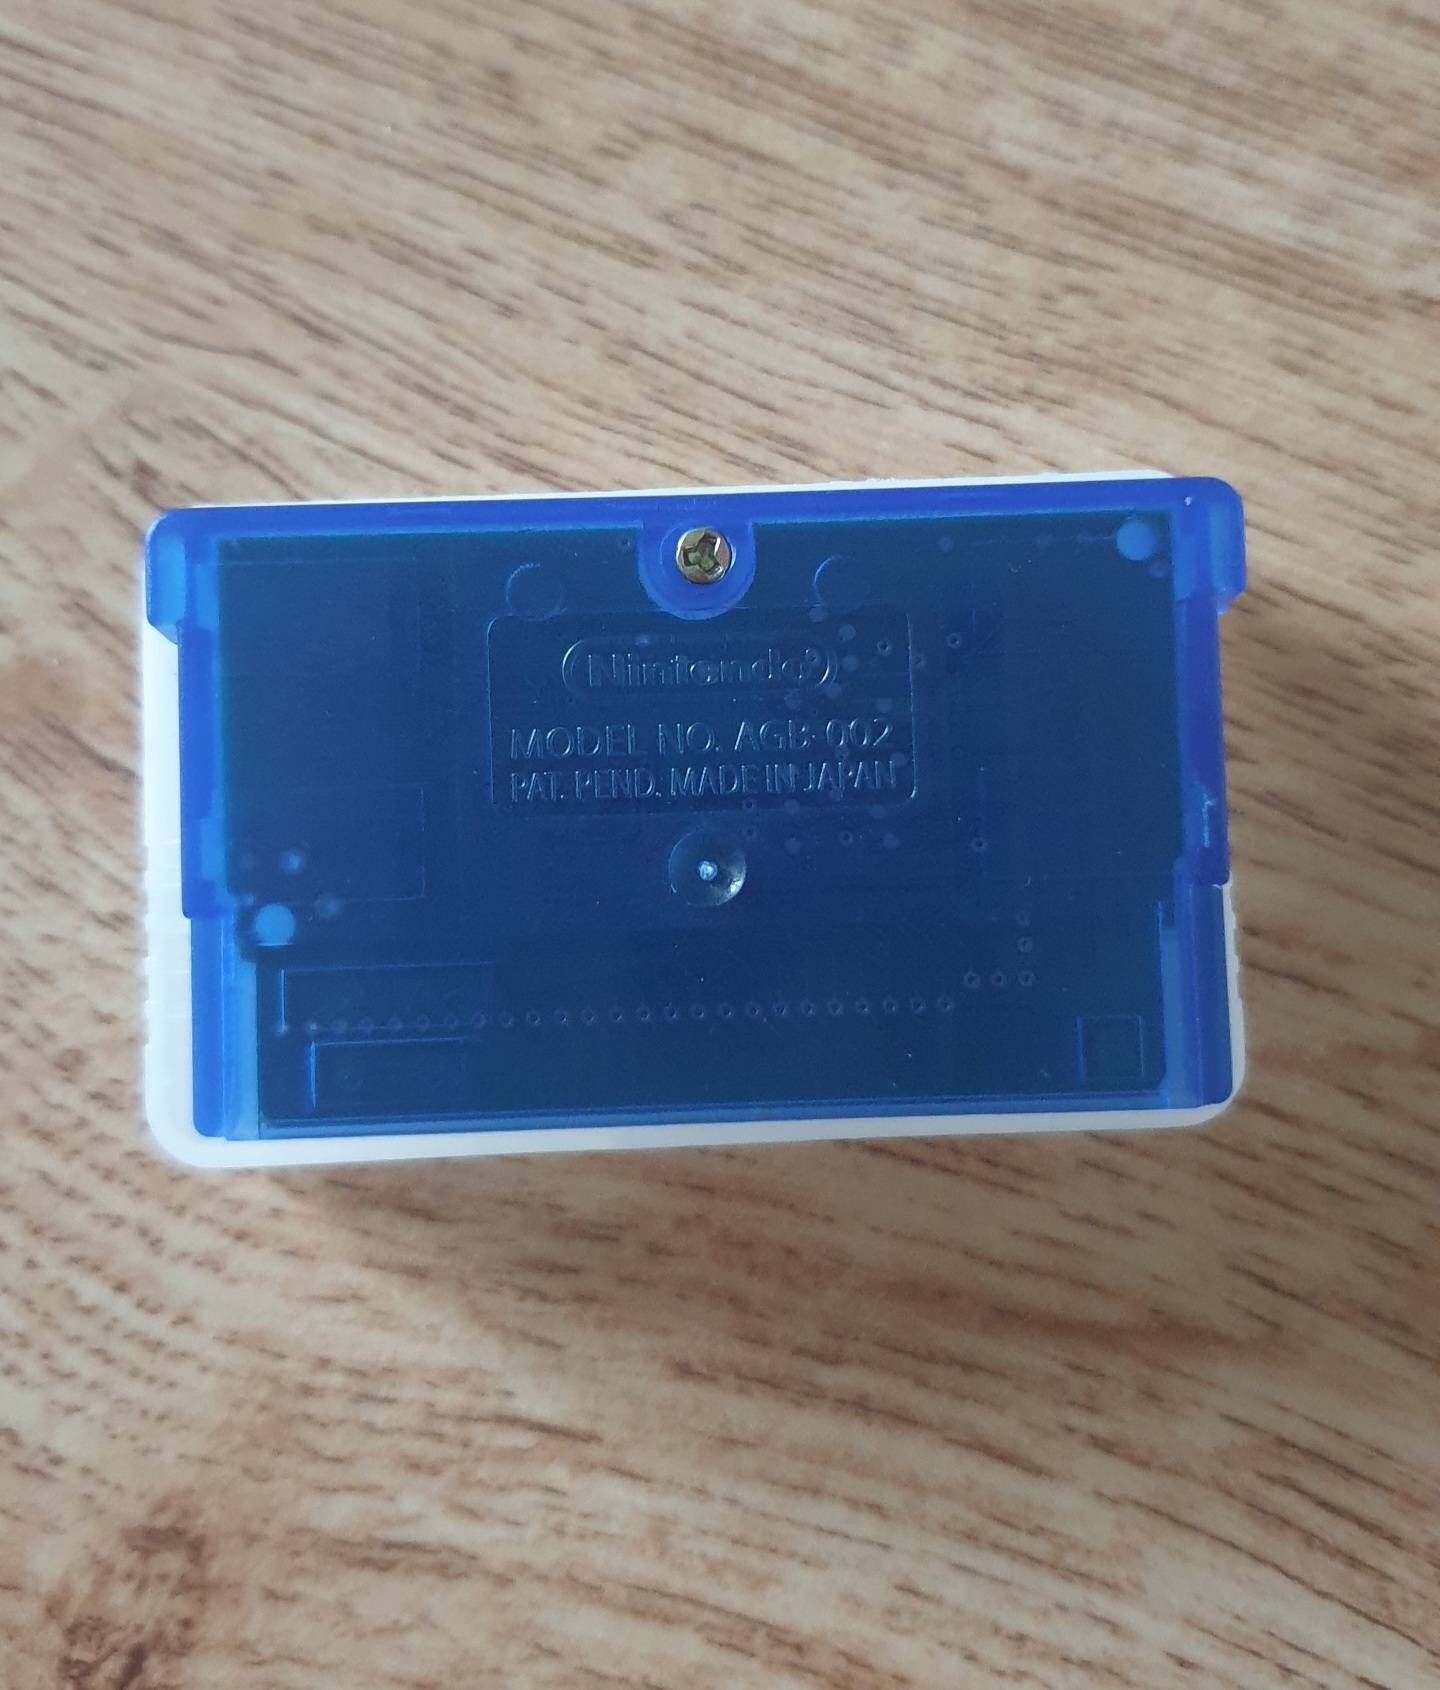 Nintendo®
MODEL NO. AGB-002
PAT. PEND. MADE IN JAPAN